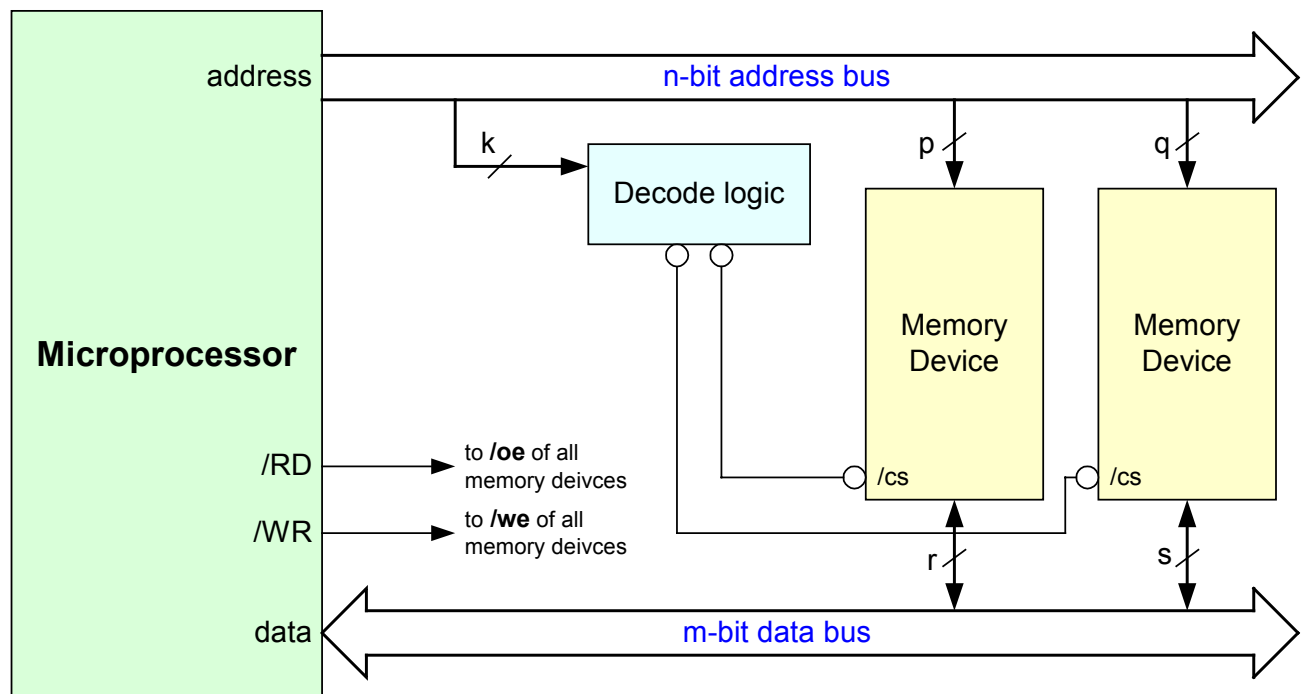 address
n-bit address bus
k
p
q
Decode logic
Memory
Device
Memory
Device
Microprocessor
/RD
to /oe of all
memory deivces
/cs
/cs
/WR
to /we of all
memory deivces
r
s
data
m-bit data bus